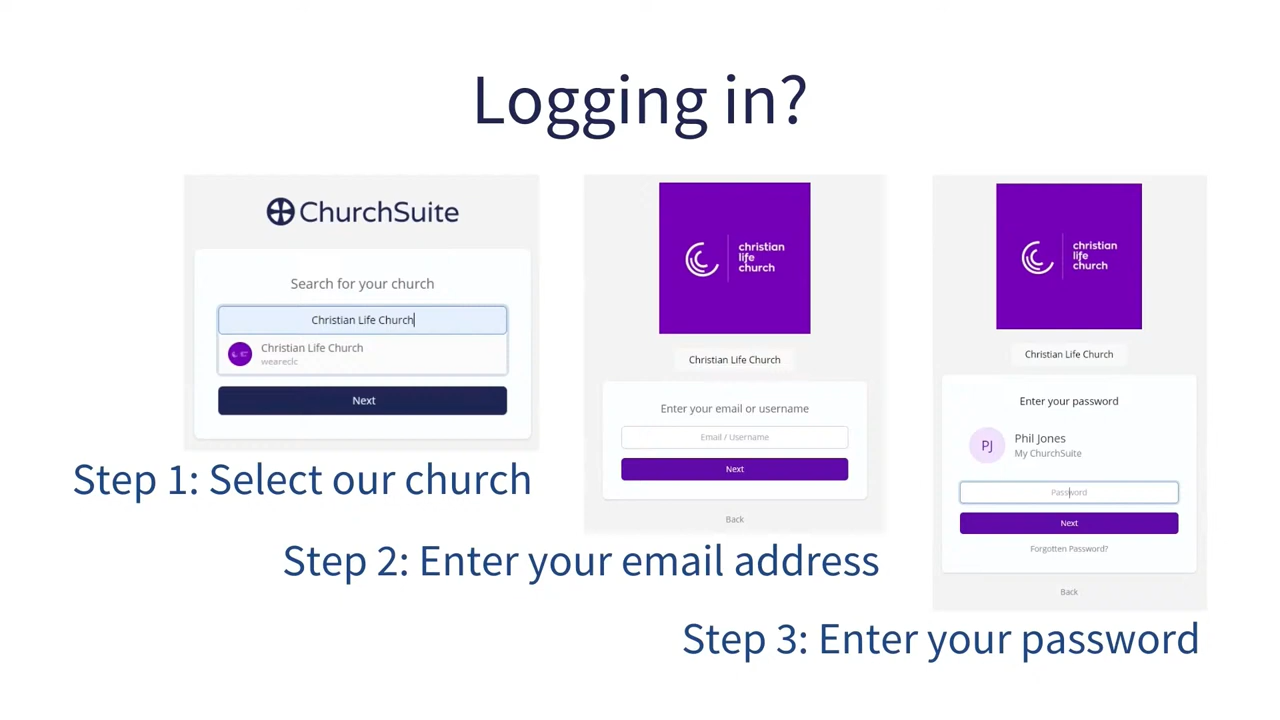 Logging in?
ChurchSuite
Search for your church
Christian Life Church
Christian Life Church
weareclc
Next
Step 1: Select our church
christian
life
church
Christian Life Church
Enter your email or username
Email / Username
Next
Back
Step 2: Enter your email address
christian
life
church
Christian Life Church
Enter your password
PJ
Phil Jones
My ChurchSuite
Password
Next
Forgotten Password?
Back
Step 3: Enter your password